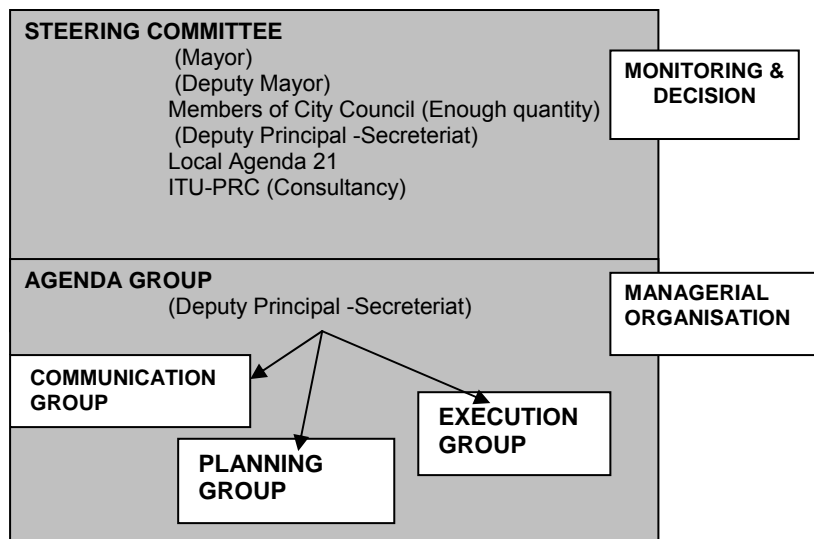 STEERING COMMITTEE
(Mayor)
(Deputy Mayor)
Members of City Council (Enough quantity)
(Deputy Principal -Secreteriat)
Local Agenda 21
ITU-PRC (Consultancy)
MONITORING &
DECISION
AGENDA GROUP
(Deputy Principal -Secreteriat)
MANAGERIAL
ORGANISATION
COMMUNICATION
GROUP
PLANNING
GROUP
EXECUTION
GROUP